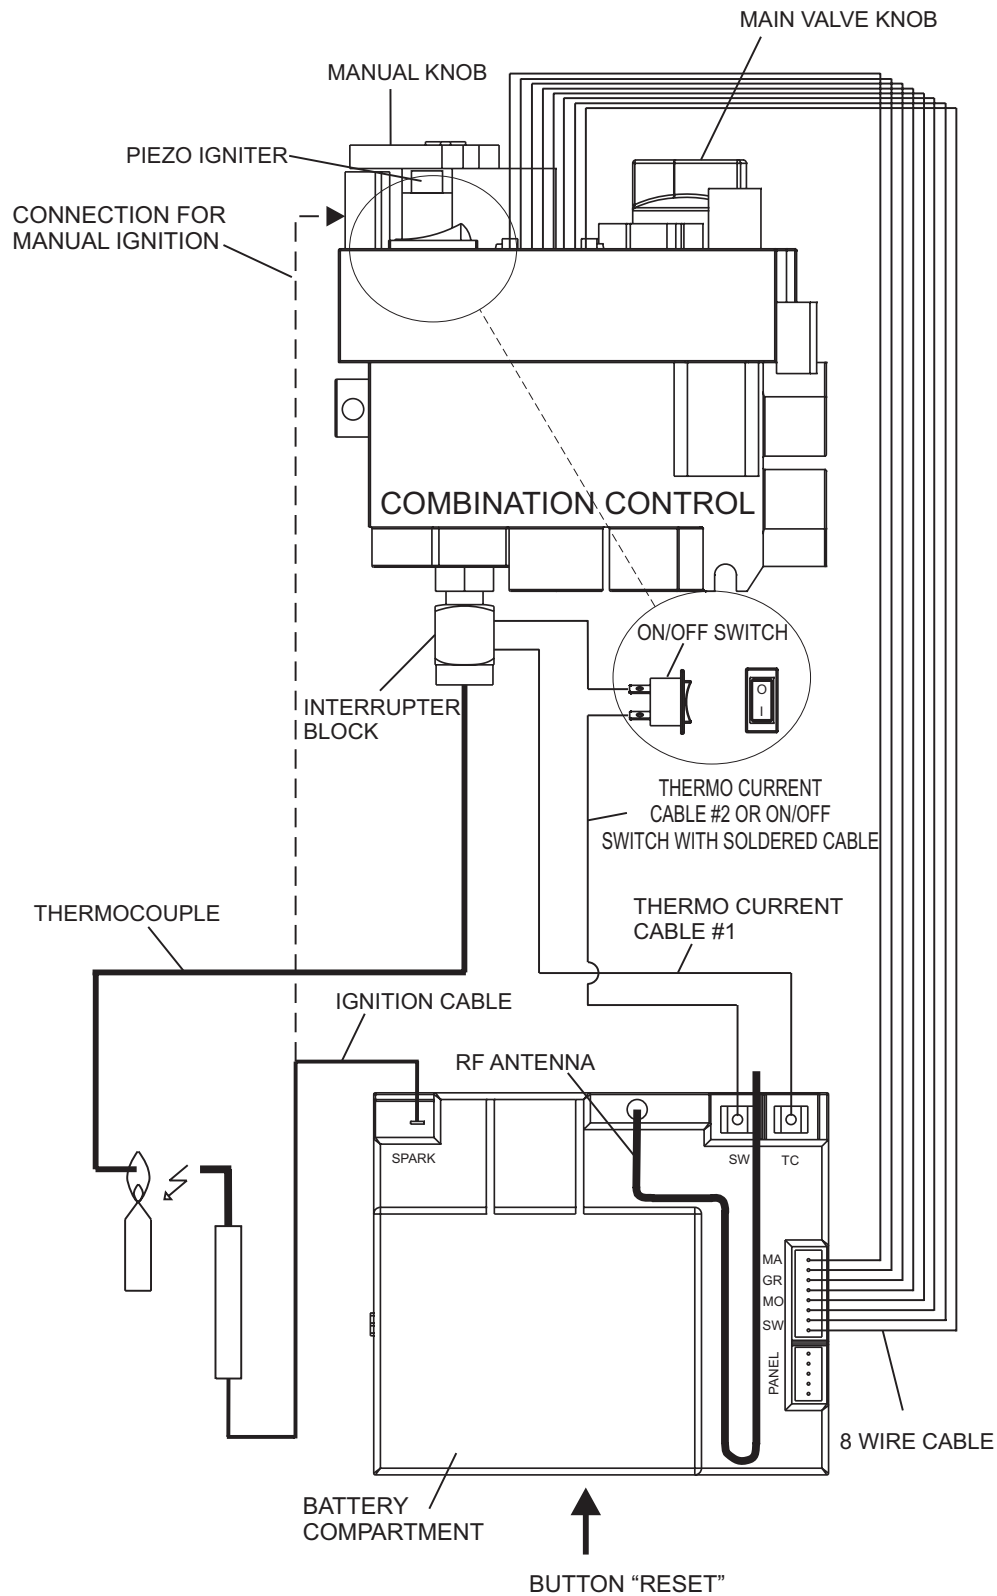 MAIN VALVE KNOB
MANUAL KNOB
PIEZO IGNITER
CONNECTION FOR
MANUAL IGNITION
COMBINATION CONTROL
ON/OFF SWITCH
O
I
INTERRUPTER
BLOCK
THERMO CURRENT
CABLE #2 OR ON/OFF
SWITCH WITH SOLDERED CABLE
THERMOCOUPLE
THERMO CURRENT
CABLE #1
IGNITION CABLE
RF ANTENNA
SPARK
SW
TC
MA
GR
MO
SW
PANEL
8 WIRE CABLE
BATTERY
COMPARTMENT
BUTTON “RESET”